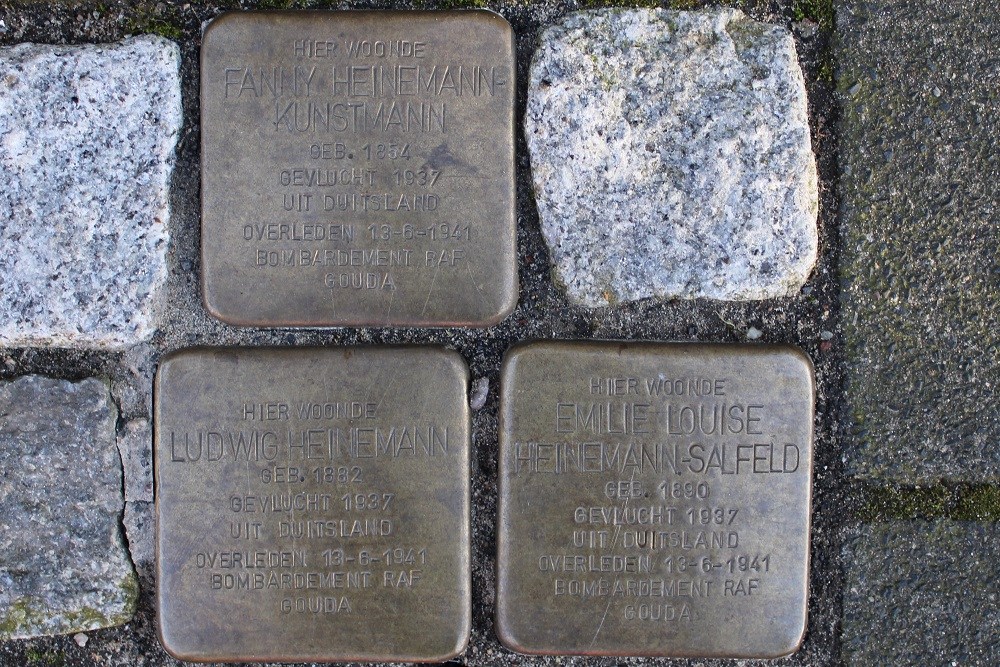 HIER WOONDE
FANNY HEINEMANN-
KUNSTMANN
GEB. 1854
GEVLUCHT 1937
UIT DUITSLAND
OVERLEDEN 13-6-1941
BOMBARDEMENT RAF
GOUDA
HIER WOONDE
LUDWIG HEINEMANN
GEB. 1882
GEVLUCHT 1937
UIT DUITSLAND
OVERLEDEN 13-6-1941
BOMBARDEMENT RAF
GOUDA
HIER WOONDE
EMILIE LOUISE
HEINEMANN-SALFELD
GEB. 1890
GEVLUCHT 1937
UIT DUITSLAND
OVERLEDEN 13-6-1941
BOMBARDEMENT RAF
GOUDA